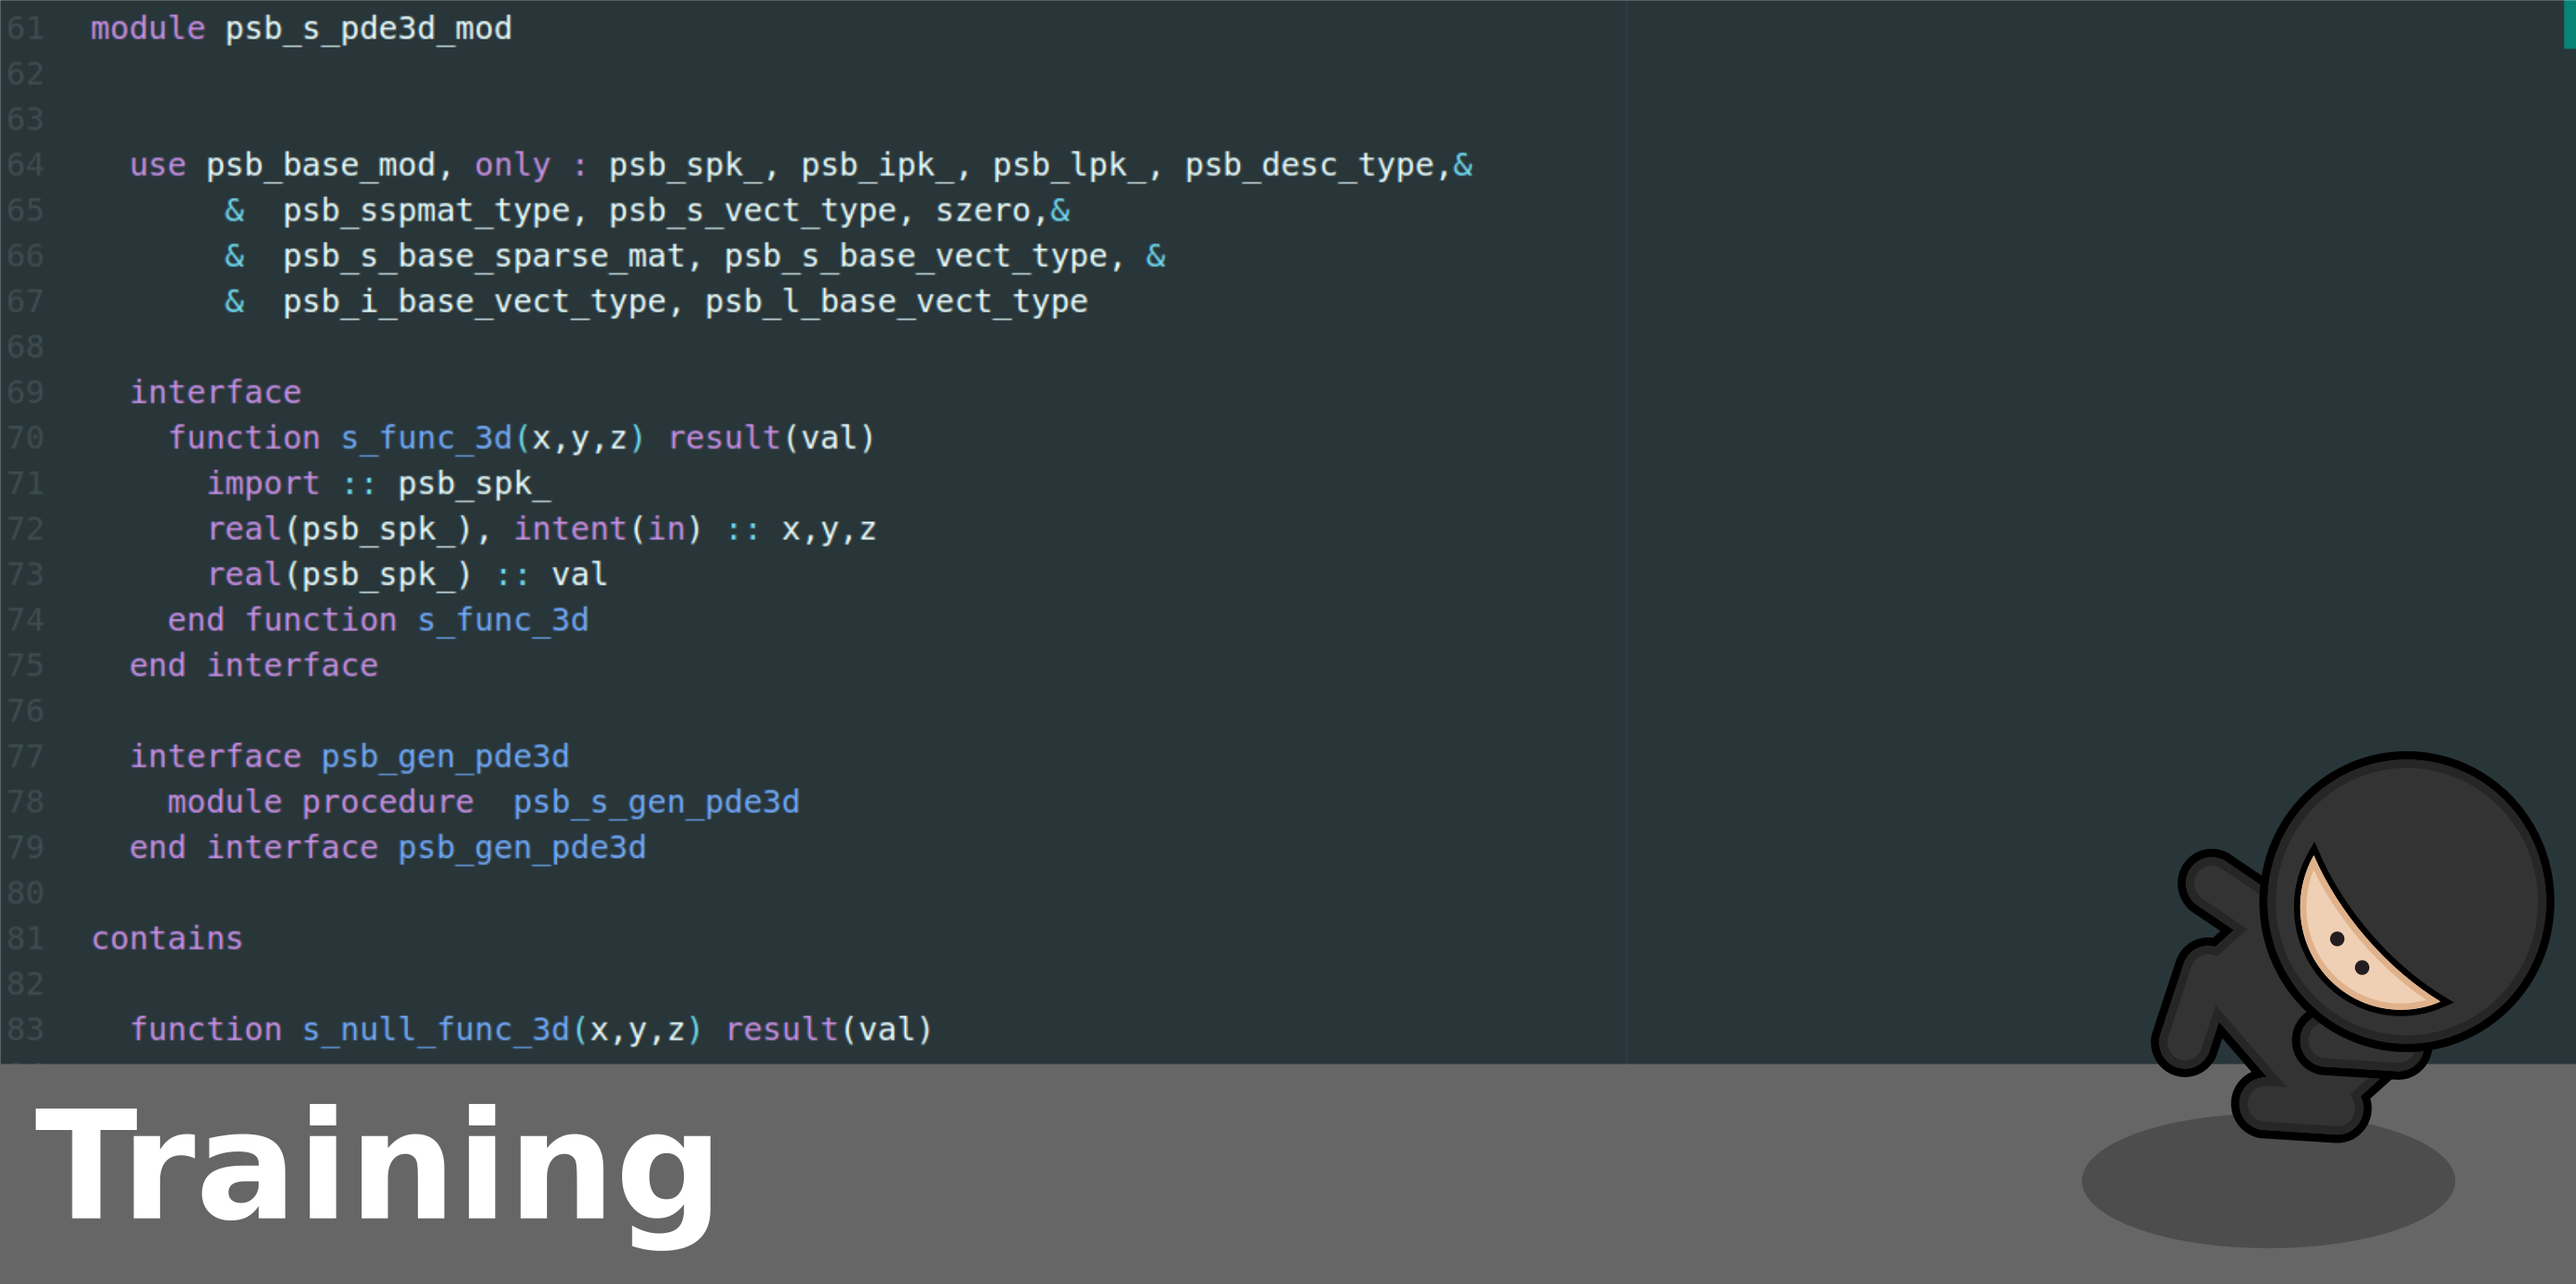 61 module psb_s_pde3d_mod
62
63
64 use psb_base_mod, only : psb_spk_, psb_ipk_, psb_lpk_, psb_desc_type,&
65 & psb_sspmat_type, psb_s_vect_type, szero,&
66 & psb_s_base_sparse_mat, psb_s_base_vect_type, &
67 & psb_i_base_vect_type, psb_l_base_vect_type
68
69 interface
70 function s_func_3d(x,y,z) result(val)
71 import :: psb_spk_
72 real(psb_spk_), intent(in) :: x,y,z
73 real(psb_spk_) :: val
74 end function s_func_3d
75 end interface
76
77 interface psb_gen_pde3d
78 module procedure  psb_s_gen_pde3d
79 end interface psb_gen_pde3d
80
81 contains
82
83 function s_null_func_3d(x,y,z) result(val)
Training